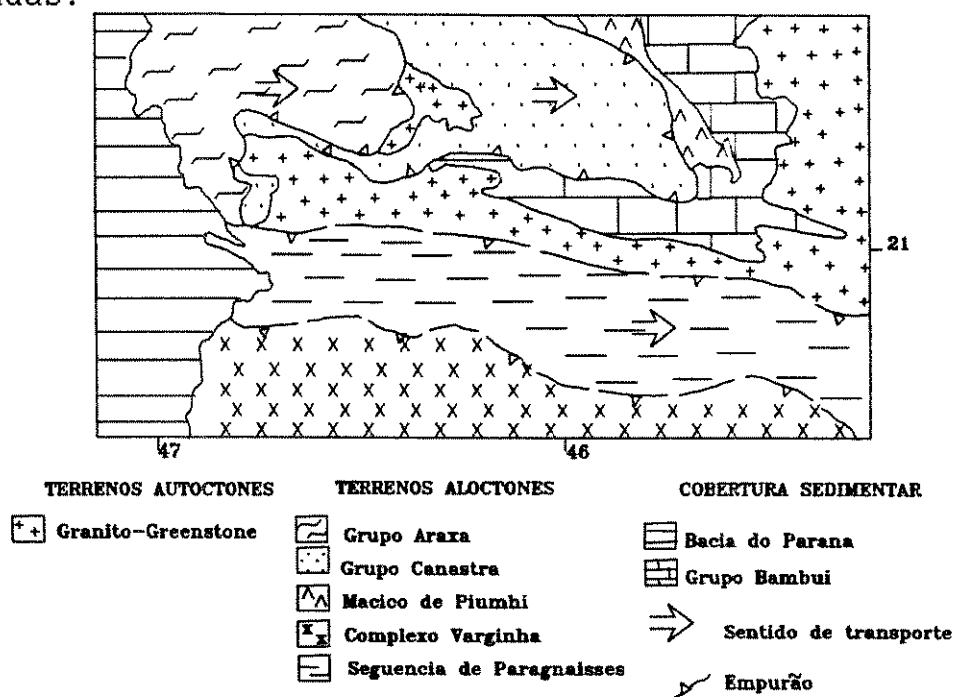 21
47 46
TERRENOS AUTOCTONES
Granito-Greenstone
TERRENOS ALOCTONES
Grupo Araxa
Grupo Canastra
Macico de Piumhi
Complexo Varginha
Seguencia de Paragnaisses
COBERTURA SEDIMENTAR
Bacia do Parana
Grupo Bambui
Sentido de transporte
Empurão